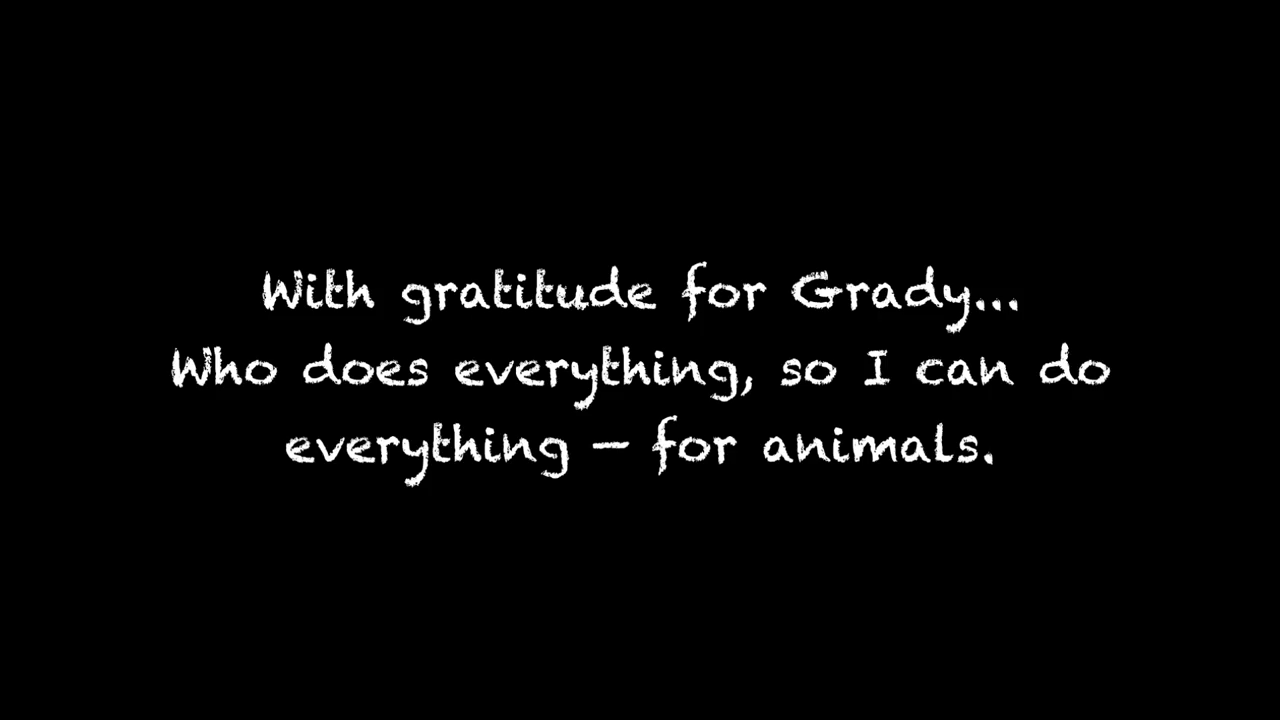 With gratitude for Grady...
Who does everything, so I can do
everything — for animals.